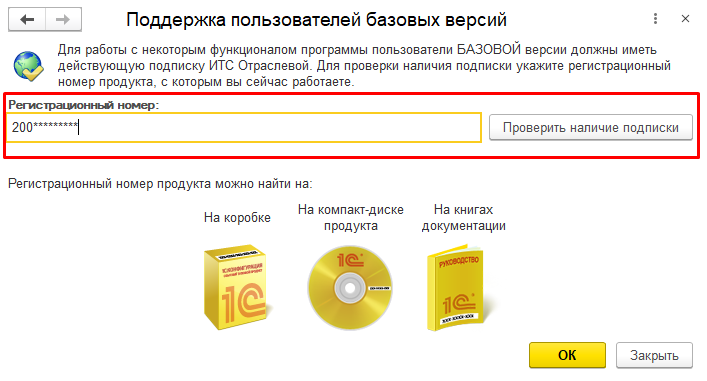 Поддержка пользователей базовых версий
Для работы с некоторым функционалом программы пользователи БАЗОВОЙ версии должны иметь
действующую подписку ИТС Отраслевой. Для проверки наличия подписки укажите регистрационный
номер продукта, с которым вы сейчас работаете.
Регистрационный номер:
200*********
Проверить наличие подписки
Регистрационный номер продукта можно найти на:
На коробке
На компакт-диске
продукта
На книгах
документации
1С:КОНФИГУРАЦИЯ
1С
1С
РУКОВОДСТВО
1С
ОК
Закрыть